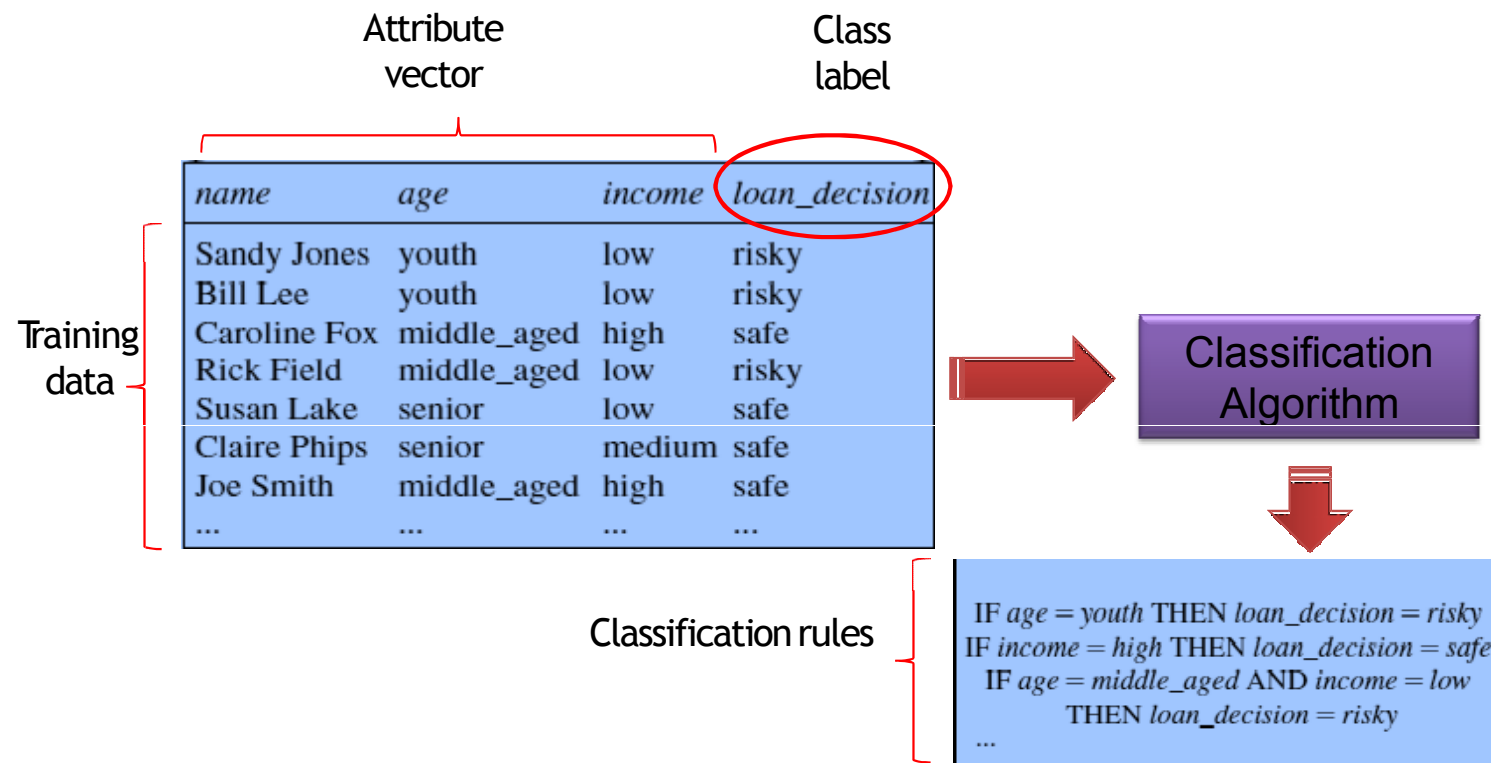 Attribute
vector
Class
label
name age income loan_decision
Sandy Jones youth low risky
Bill Lee youth low risky
Caroline Fox middle_aged high safe
Rick Field middle_aged low risky
Susan Lake senior low safe
Claire Phips senior medium safe
Joe Smith middle_aged high safe
... ... ... ...
Training
data
Classification
Algorithm
Classification rules
IF age = youth THEN loan_decision = risky
IF income = high THEN loan_decision = safe
IF age = middle_aged AND income = low
THEN loan_decision = risky
...